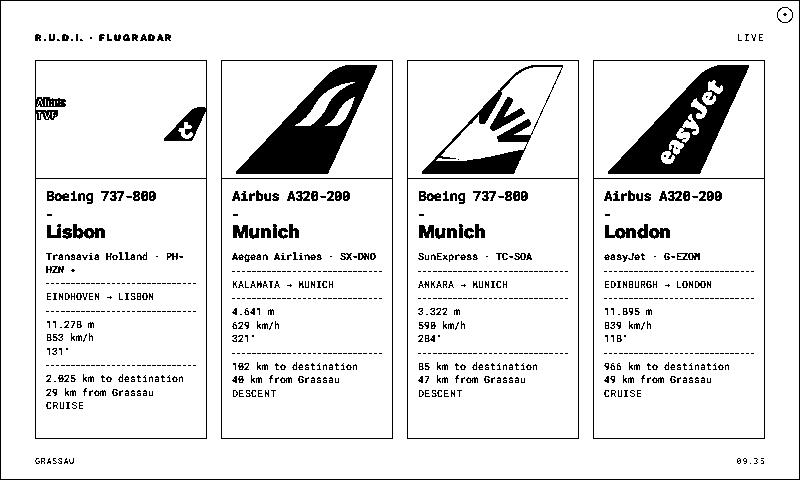 R.U.D.I. · FLUGRADAR
LIVE
Airbus
TVF
t
Boeing 737-800
-
Lisbon
Transavia Holland · PH-
HZN ✦
EINDHOVEN → LISBON
11.278 m
853 km/h
131°
2.025 km to destination
29 km from Grassau
CRUISE
Airbus A320-200
-
Munich
Aegean Airlines · SX-DNO
KALAMATA → MUNICH
4.641 m
629 km/h
321°
102 km to destination
40 km from Grassau
DESCENT
Boeing 737-800
-
Munich
SunExpress · TC-SOA
ANKARA → MUNICH
3.322 m
590 km/h
284°
85 km to destination
47 km from Grassau
DESCENT
easyJet
Airbus A320-200
-
London
easyJet · G-EZOM
EDINBURGH → LONDON
11.895 m
839 km/h
118°
966 km to destination
49 km from Grassau
CRUISE
GRASSAU
09.35